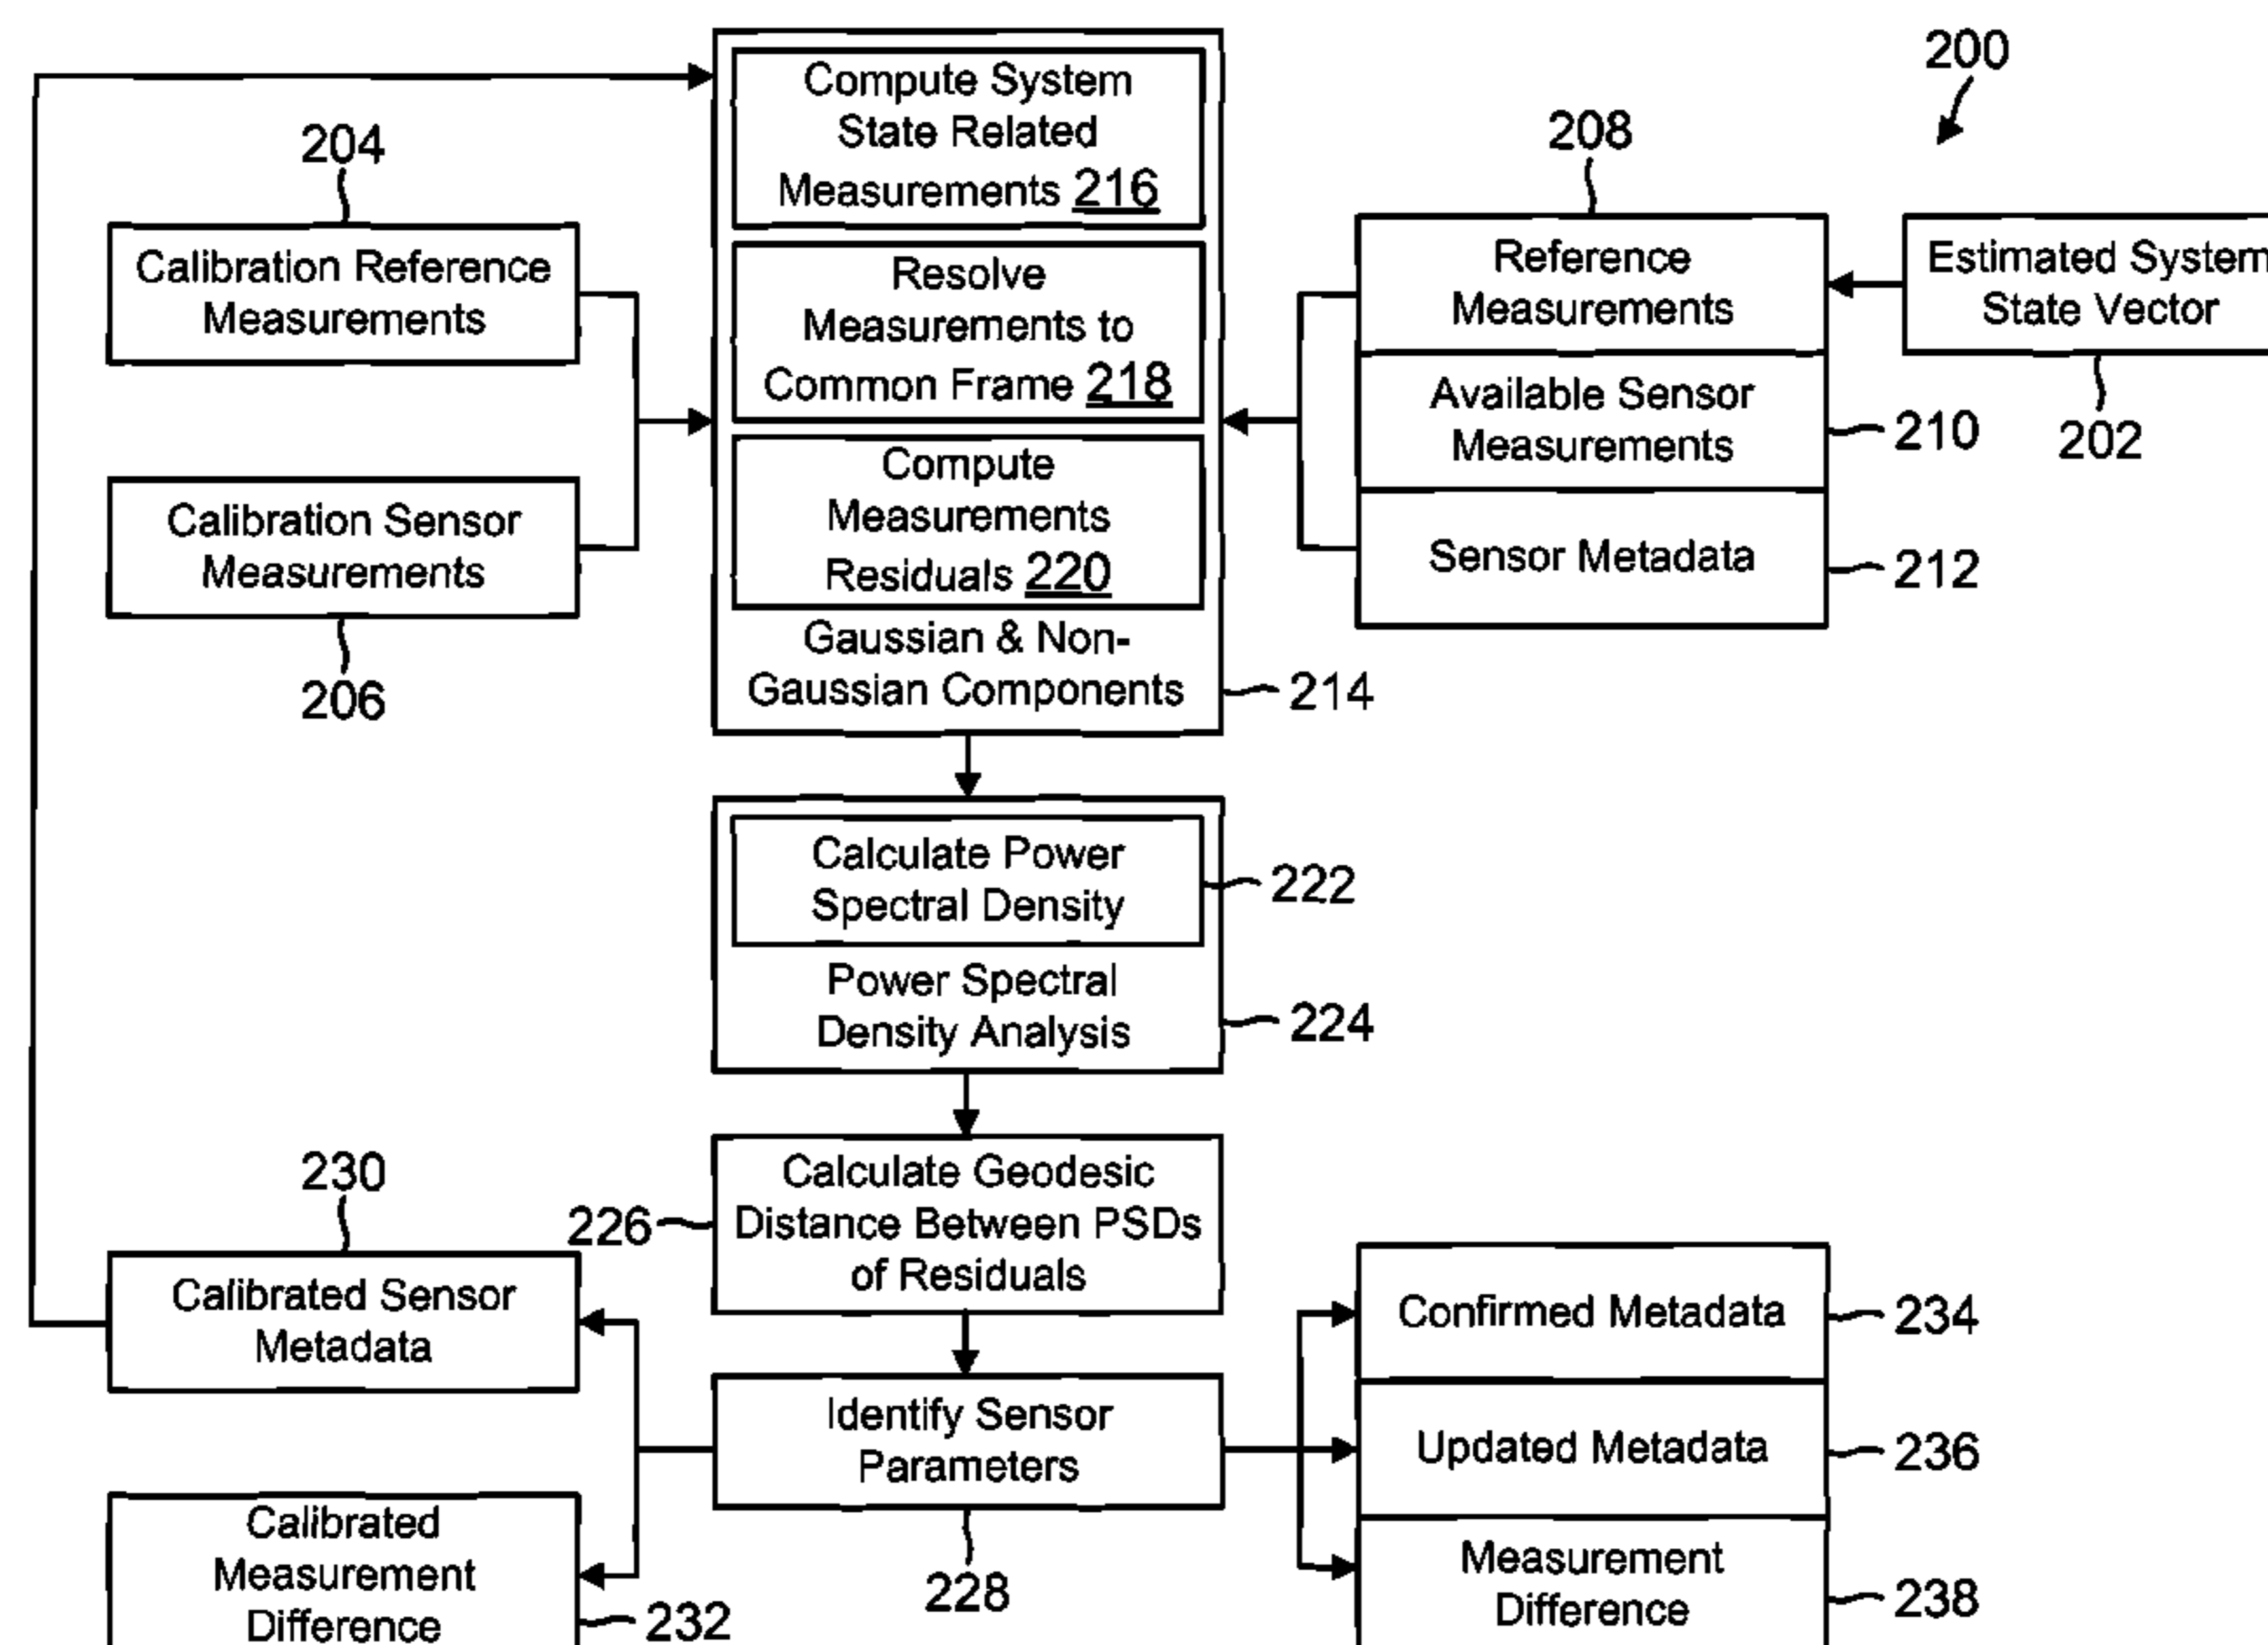 200
Compute System
State Related
Measurements 216
204
208
Calibration Reference
Measurements
Resolve
Measurements to
Common Frame 218
Reference
Measurements
Estimated System
State Vector
202
Available Sensor
Measurements
210
Calibration Sensor
Measurements
206
Compute
Measurements
Residuals 220
Sensor Metadata
212
Gaussian & Non-
Gaussian Components
214
Calculate Power
Spectral Density
222
Power Spectral
Density Analysis
224
226
Calculate Geodesic
Distance Between PSDs
of Residuals
230
Calibrated Sensor
Metadata
Confirmed Metadata
234
Identify Sensor
Parameters
228
Updated Metadata
236
Calibrated
Measurement
Difference
232
Measurement
Difference
238